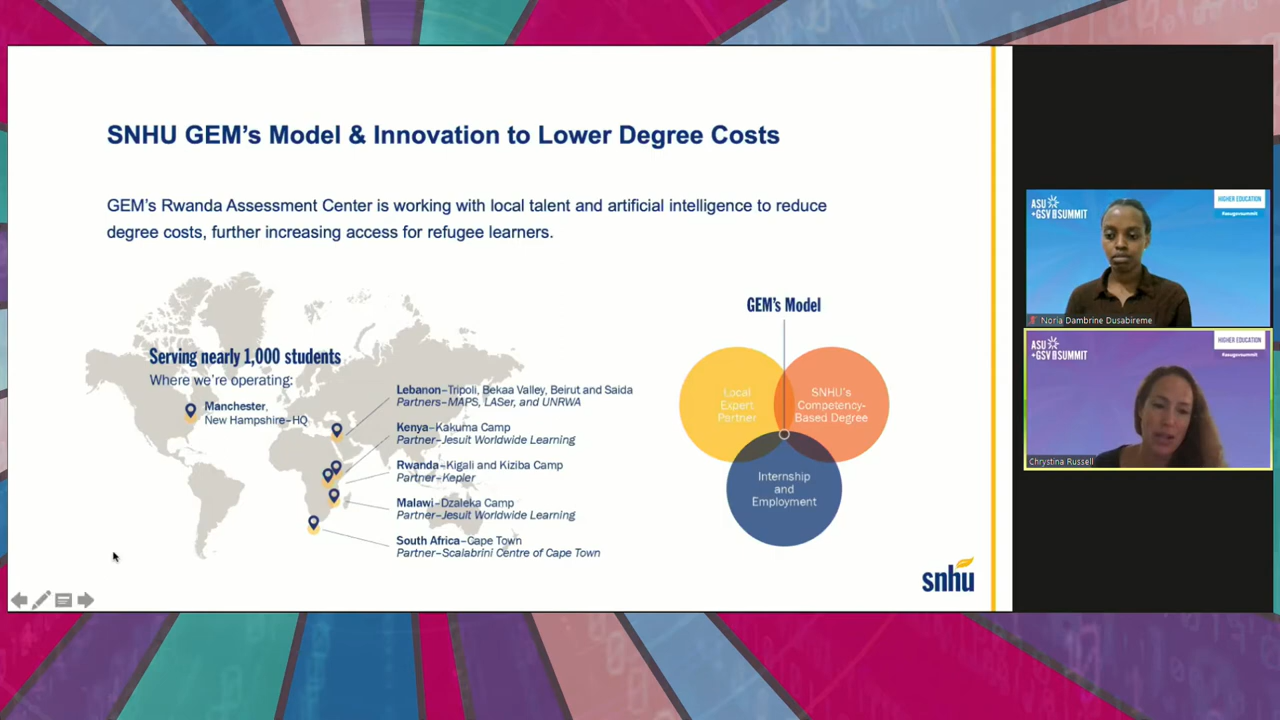 SNHU GEM's Model & Innovation to Lower Degree Costs
GEM's Rwanda Assessment Center is working with local talent and artificial intelligence to reduce
degree costs, further increasing access for refugee learners.
Serving nearly 1,000 students
Where we're operating:
Manchester,
New Hampshire–HQ
Lebanon–Tripoli, Bekaa Valley, Beirut and Saida
Partners–MAPS, LASer, and UNRWA
Kenya–Kakuma Camp
Partner–Jesuit Worldwide Learning
Rwanda–Kigali and Kiziba Camp
Partner–Kepler
Malawi–Dzaleka Camp
Partner–Jesuit Worldwide Learning
South Africa–Cape Town
Partner–Scalabrini Centre of Cape Town
GEM's Model
Local
Expert
Partner
SNHU's
Competency-
Based Degree
Internship
and
Employment
snhu
ASU
+GSV SUMMIT
HIGHER EDUCATION
#asugsvsummit
Noria Dambrine Dusabireme
ASU
+GSV SUMMIT
HIGHER EDUCATION
#asugsvsummit
Chrystina Russell